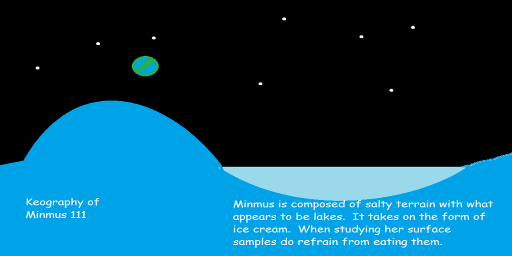 Keography of
Minmus 111
Minmus is composed of salty terrain with what
appears to be lakes.  It takes on the form of
ice cream.  When studying her surface
samples do refrain from eating them.